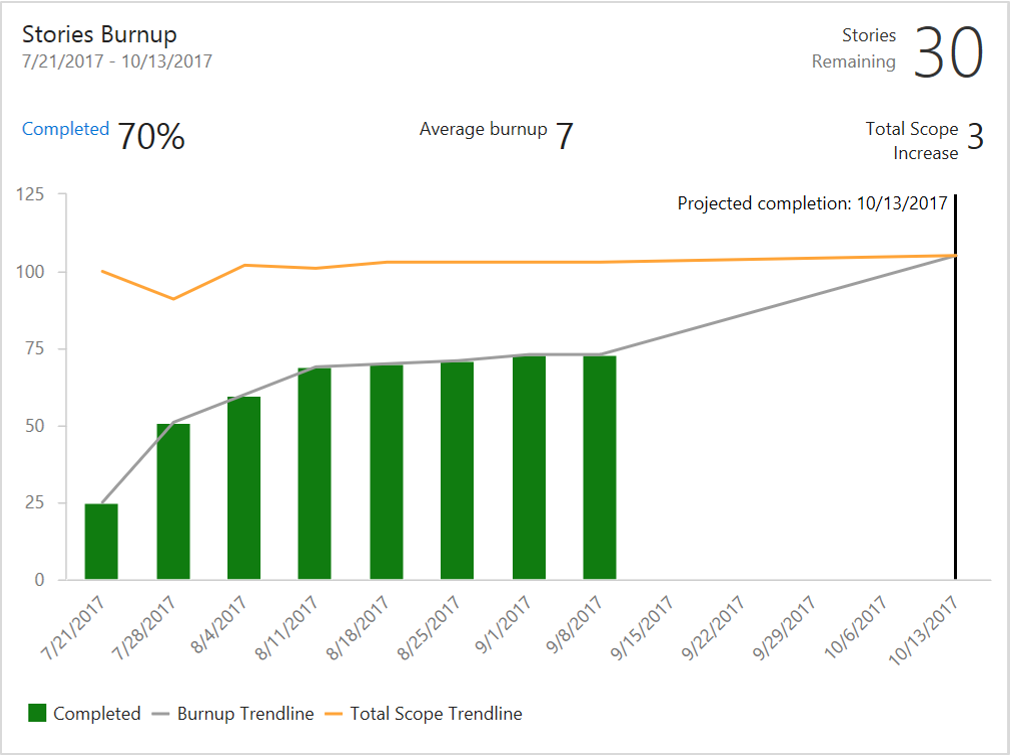 Stories Burnup
7/21/2017 - 10/13/2017
Stories
Remaining
30
Completed 70%
Average burnup 7
Total Scope
Increase
3
Projected completion: 10/13/2017
125
100
75
50
25
0
7/21/2017
7/28/2017
8/4/2017
8/11/2017
8/18/2017
8/25/2017
9/1/2017
9/8/2017
9/15/2017
9/22/2017
9/29/2017
10/6/2017
10/13/2017
Completed
Burnup Trendline
Total Scope Trendline